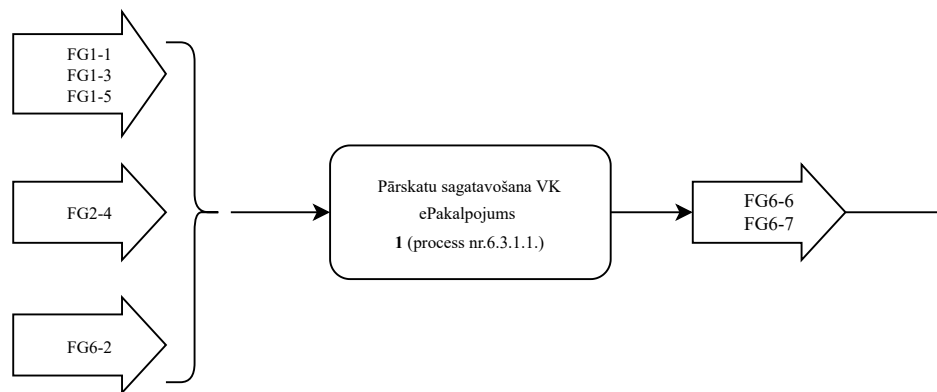 FG1-1
FG1-3
FG1-5
FG2-4
FG6-2
Pārskatu sagatavošana VK
ePakalpojums
1 (process nr.6.3.1.1.)
FG6-6
FG6-7